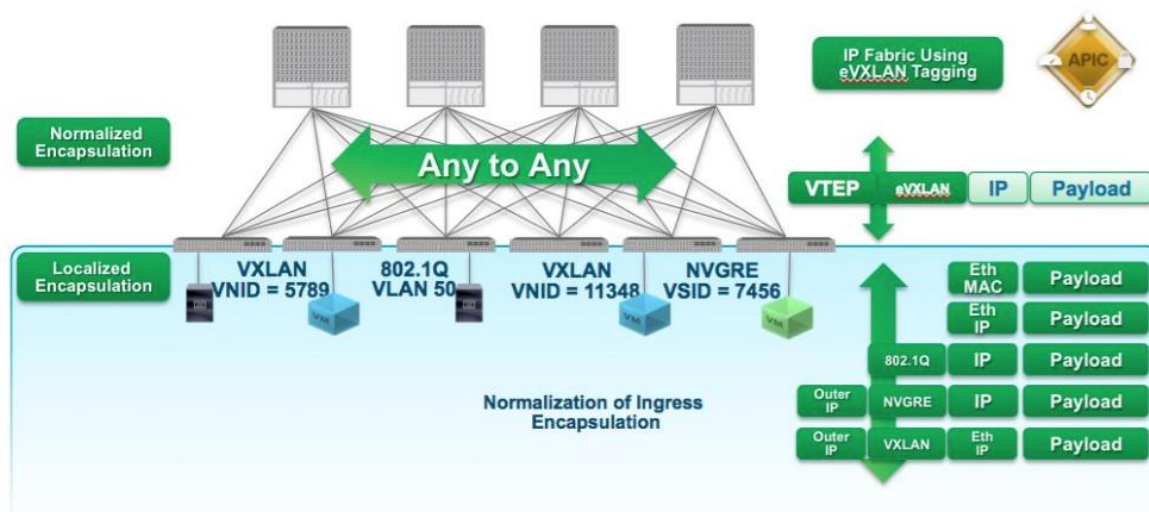 IP Fabric Using
eVXLAN Tagging
APIC
Normalized
Encapsulation
Any to Any
VTEP eVXLAN IP Payload
Localized
Encapsulation
VXLAN
VNID = 5789
802.1Q
VLAN 50
VXLAN
VNID = 11348
NVGRE
VSID = 7456
VM
VM
VM
Eth
MAC
Payload
Eth
IP
Payload
802.1Q IP Payload
Outer
IP
NVGRE IP Payload
Outer
IP
VXLAN
Eth
IP
Payload
Normalization of Ingress
Encapsulation